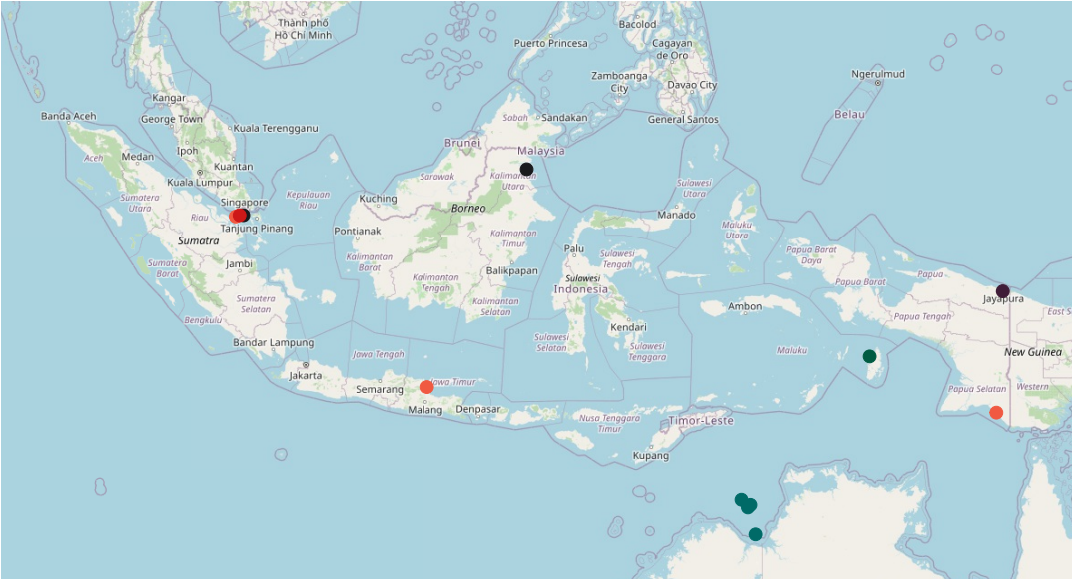 Thành phố
Hồ Chí Minh
Bacolod
Puerto Princesa
Cagayan
de Oro
Ngerulmud
Zamboanga
City
Davao City
Kangar
Banda Aceh
George Town
Kuala Terengganu
Sabah
Sandakan
General Santos
Belau
Ipoh
Brunei
Malaysia
Aceh
Medan
Kuantan
Kuala Lumpur
Sarawak
Kalimantan
Utara
Sulawesi
Utara
Sumatera
Utara
Kepulauan
Riau
Singapore
Kuching
Borneo
Riau
Tanjung Pinang
Manado
Maluku
Utara
Pontianak
Kalimantan
Timur
Sumatra
Palu
Papua Barat
Daya
Sumatera
Barat
Jambi
Kalimantan
Barat
Sulawesi
Tengah
Balikpapan
Kalimantan
Tengah
Sulawesi
Indonesia
Papua Barat
Papua
Sumatera
Selatan
Kalimantan
Selatan
Ambon
Jayapura
East S
Bengkulu
Papua Tengah
Kendari
Bandar Lampung
Sulawesi
Selatan
Sulawesi
Tenggara
Jawa Tengah
Maluku
New Guinea
Jakarta
Semarang
Jawa Timur
Papua Selatan
Western
Malang
Denpasar
Nusa Tenggara
Timur
Timor-Leste
Kupang